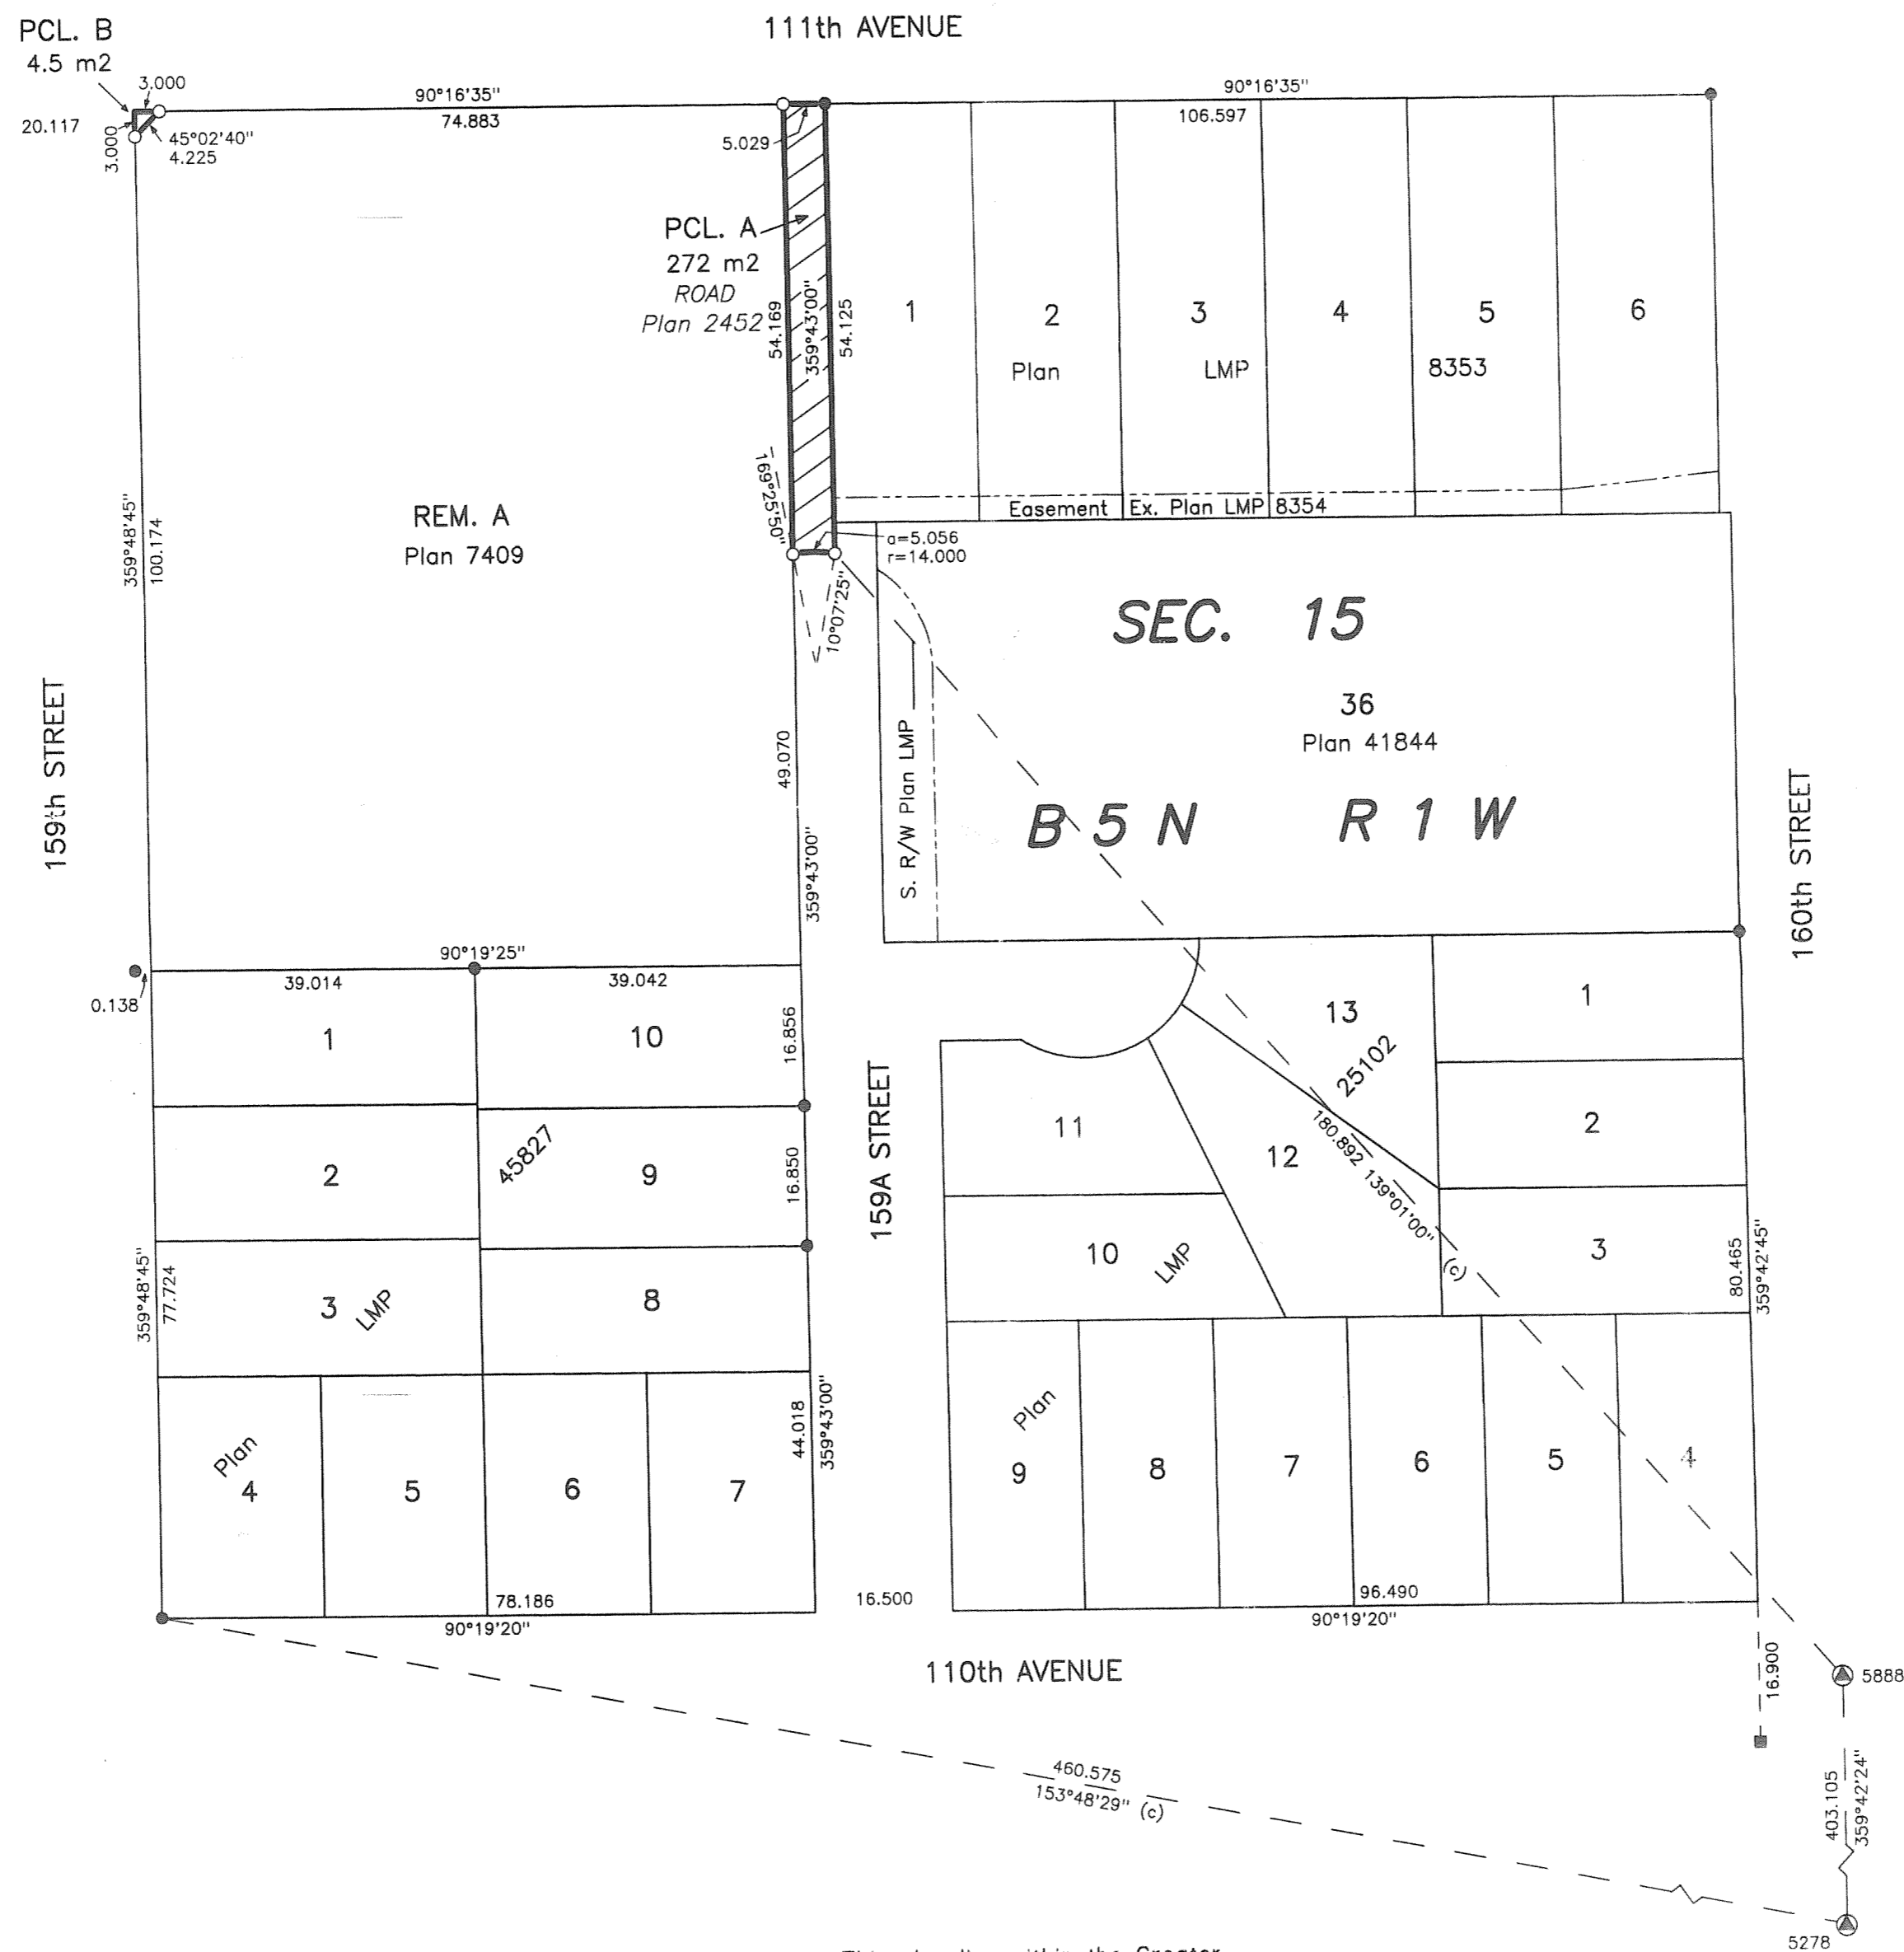 PCL. B
4.5 m2
111th AVENUE
3.000
90°16'35"
74.883
90°16'35"
106.597
20.117
3.000
45°02'40"
4.225
5.029
PCL. A
272 m2
ROAD
Plan 2452
54.169
359°43'00"
54.125
1
2
3
4
5
6
Plan
LMP
8353
169°25'50"
Easement
Ex. Plan LMP
8354
REM. A
Plan 7409
359°48'45"
100.174
a=5.056
r=14.000
10°07'25"
SEC. 15
36
Plan 41844
B 5 N
R 1 W
S. R/W Plan LMP
159th STREET
160th STREET
49.070
359°43'00"
90°19'25"
39.014
39.042
0.138
1
10
16.856
13
25102
1
2
45827
9
16.850
159A STREET
11
12
2
180.892
139°01'00"
(c)
359°48'45"
77.724
3
LMP
8
10
LMP
3
80.465
359°42'45"
Plan
4
5
6
7
44.018
359°43'00"
Plan
9
8
7
6
5
4
78.186
90°19'20"
16.500
96.490
90°19'20"
110th AVENUE
16.900
5888
460.575
153°48'29" (c)
403.105
359°42'24"
5278